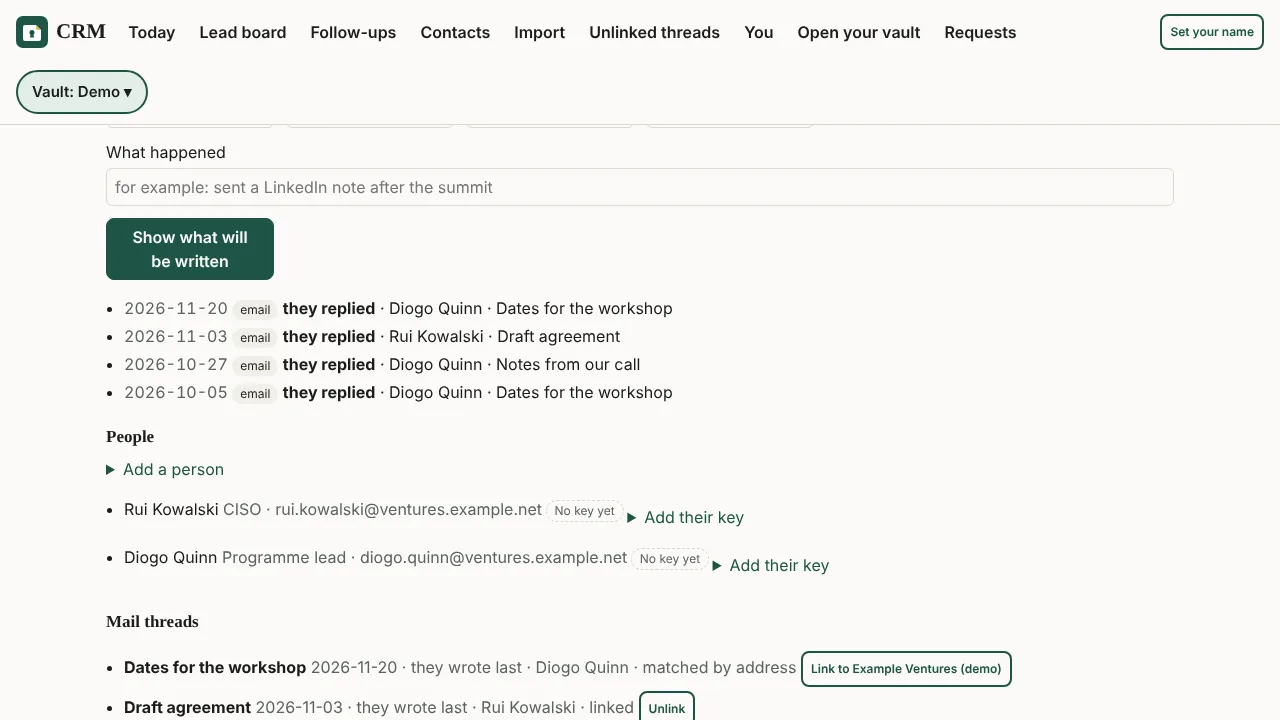 CRM Today Lead board Follow-ups Contacts Import Unlinked threads You Open your vault Requests Set your name
Vault: Demo ▾
What happened
for example: sent a LinkedIn note after the summit
Show what will
be written
2026-11-20 email they replied · Diogo Quinn · Dates for the workshop
2026-11-03 email they replied · Rui Kowalski · Draft agreement
2026-10-27 email they replied · Diogo Quinn · Notes from our call
2026-10-05 email they replied · Diogo Quinn · Dates for the workshop
People
Add a person
Rui Kowalski CISO · rui.kowalski@ventures.example.net No key yet Add their key
Diogo Quinn Programme lead · diogo.quinn@ventures.example.net No key yet Add their key
Mail threads
Dates for the workshop 2026-11-20 · they wrote last · Diogo Quinn · matched by address Link to Example Ventures (demo)
Draft agreement 2026-11-03 · they wrote last · Rui Kowalski · linked Unlink